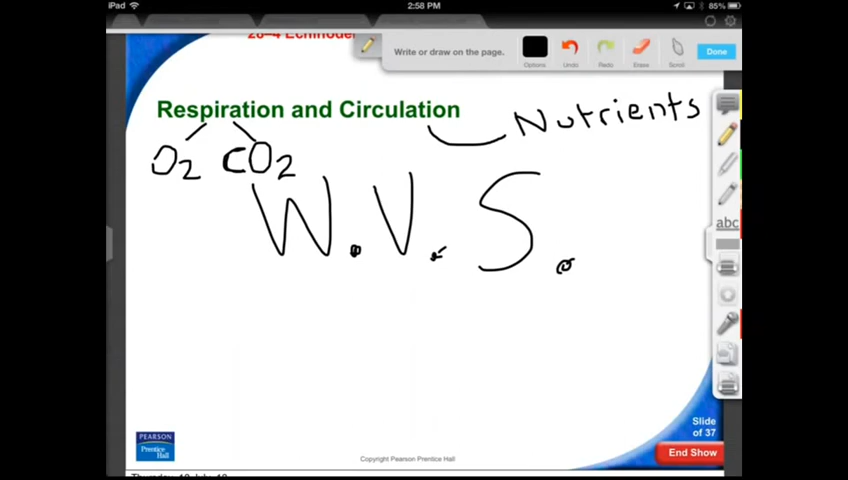 iPad 2:58 PM 85%
Write or draw on the page.
Options Undo Redo Erase Scroll Done
Respiration and Circulation
Nutrients
O2 CO2
W.V.S.
abc
PEARSON
Prentice Hall
Copyright Pearson Prentice Hall
Slide
of 37
End Show